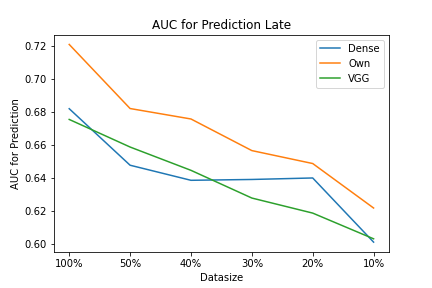 AUC for Prediction Late
Dense
Own
VGG
AUC for Prediction
0.72
0.70
0.68
0.66
0.64
0.62
0.60
100% 50% 40% 30% 20% 10%
Datasize